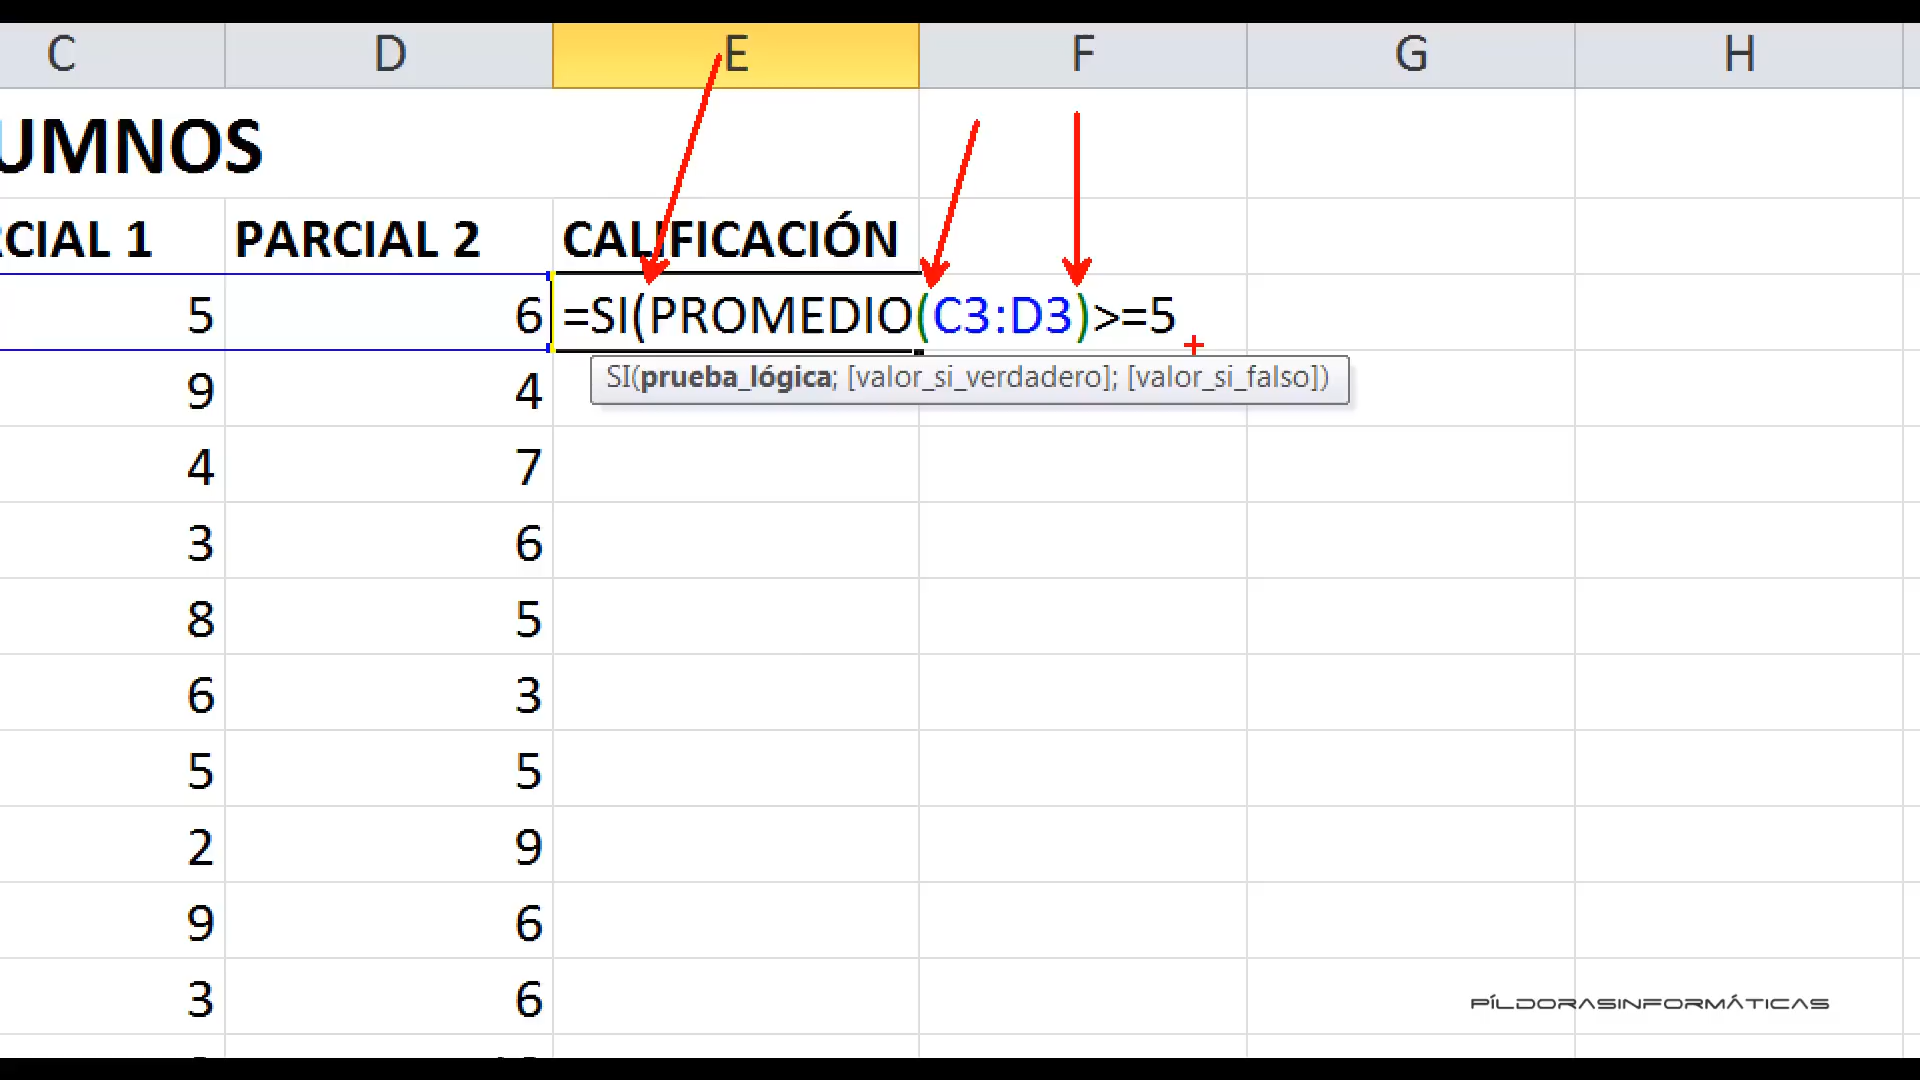 C D E F G H
UMNOS
CIAL 1 PARCIAL 2 CALIFICACIÓN
5 6 =SI(PROMEDIO(C3:D3)>=5
SI(prueba_lógica; [valor_si_verdadero]; [valor_si_falso])
9 4
4 7
3 6
8 5
6 3
5 5
2 9
9 6
3 6
PÍLDORASINFORMÁTICAS